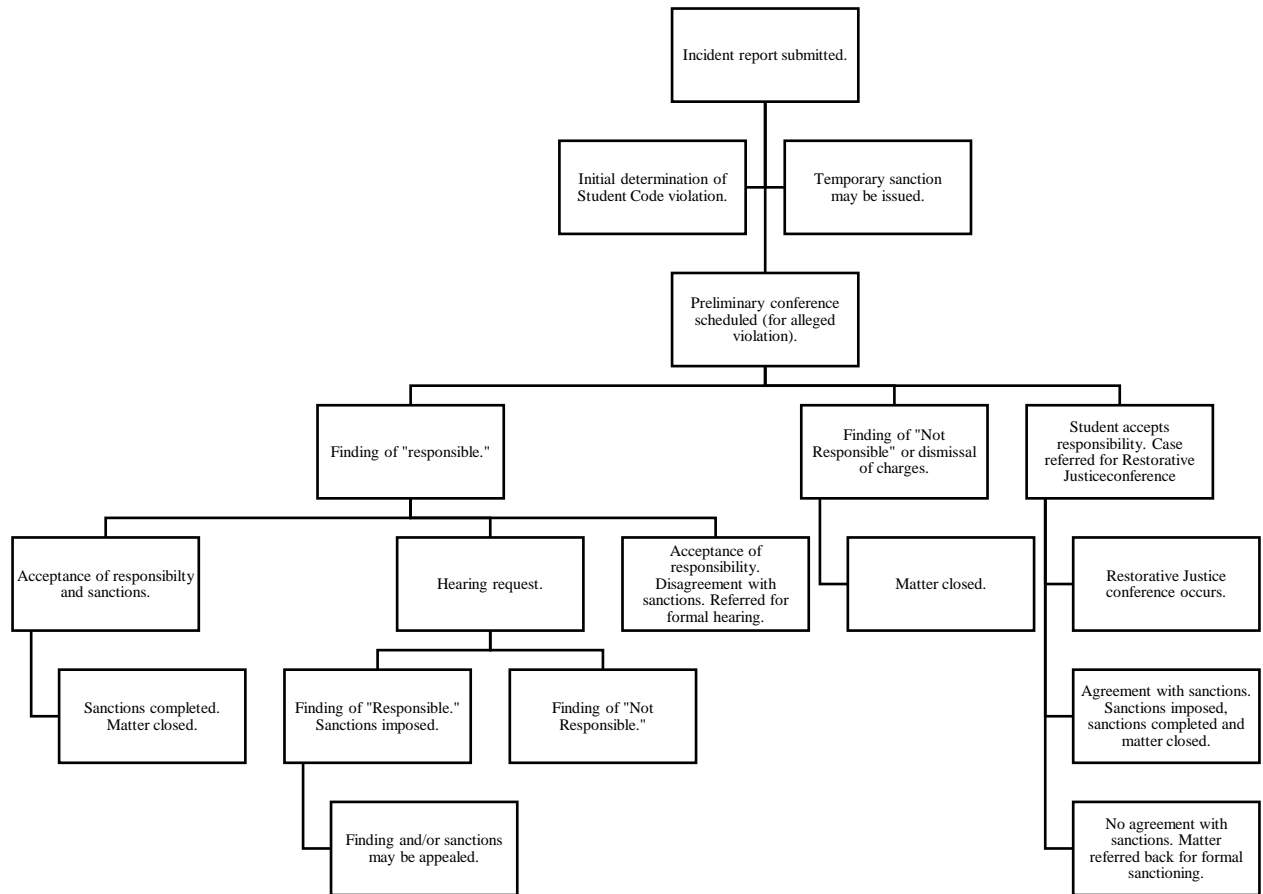 Incident report submitted.
Initial determination of
Student Code violation.
Temporary sanction
may be issued.
Preliminary conference
scheduled (for alleged
violation).
Finding of "responsible."
Finding of "Not
Responsible" or dismissal
of charges.
Student accepts
responsibility. Case
referred for Restorative
Justiceconference
Acceptance of responsibilty
and sanctions.
Hearing request.
Acceptance of
responsibility.
Disagreement with
sanctions. Referred for
formal hearing.
Matter closed.
Restorative Justice
conference occurs.
Sanctions completed.
Matter closed.
Finding of "Responsible."
Sanctions imposed.
Finding of "Not
Responsible."
Agreement with sanctions.
Sanctions imposed,
sanctions completed and
matter closed.
Finding and/or sanctions
may be appealed.
No agreement with
sanctions. Matter
referred back for formal
sanctioning.